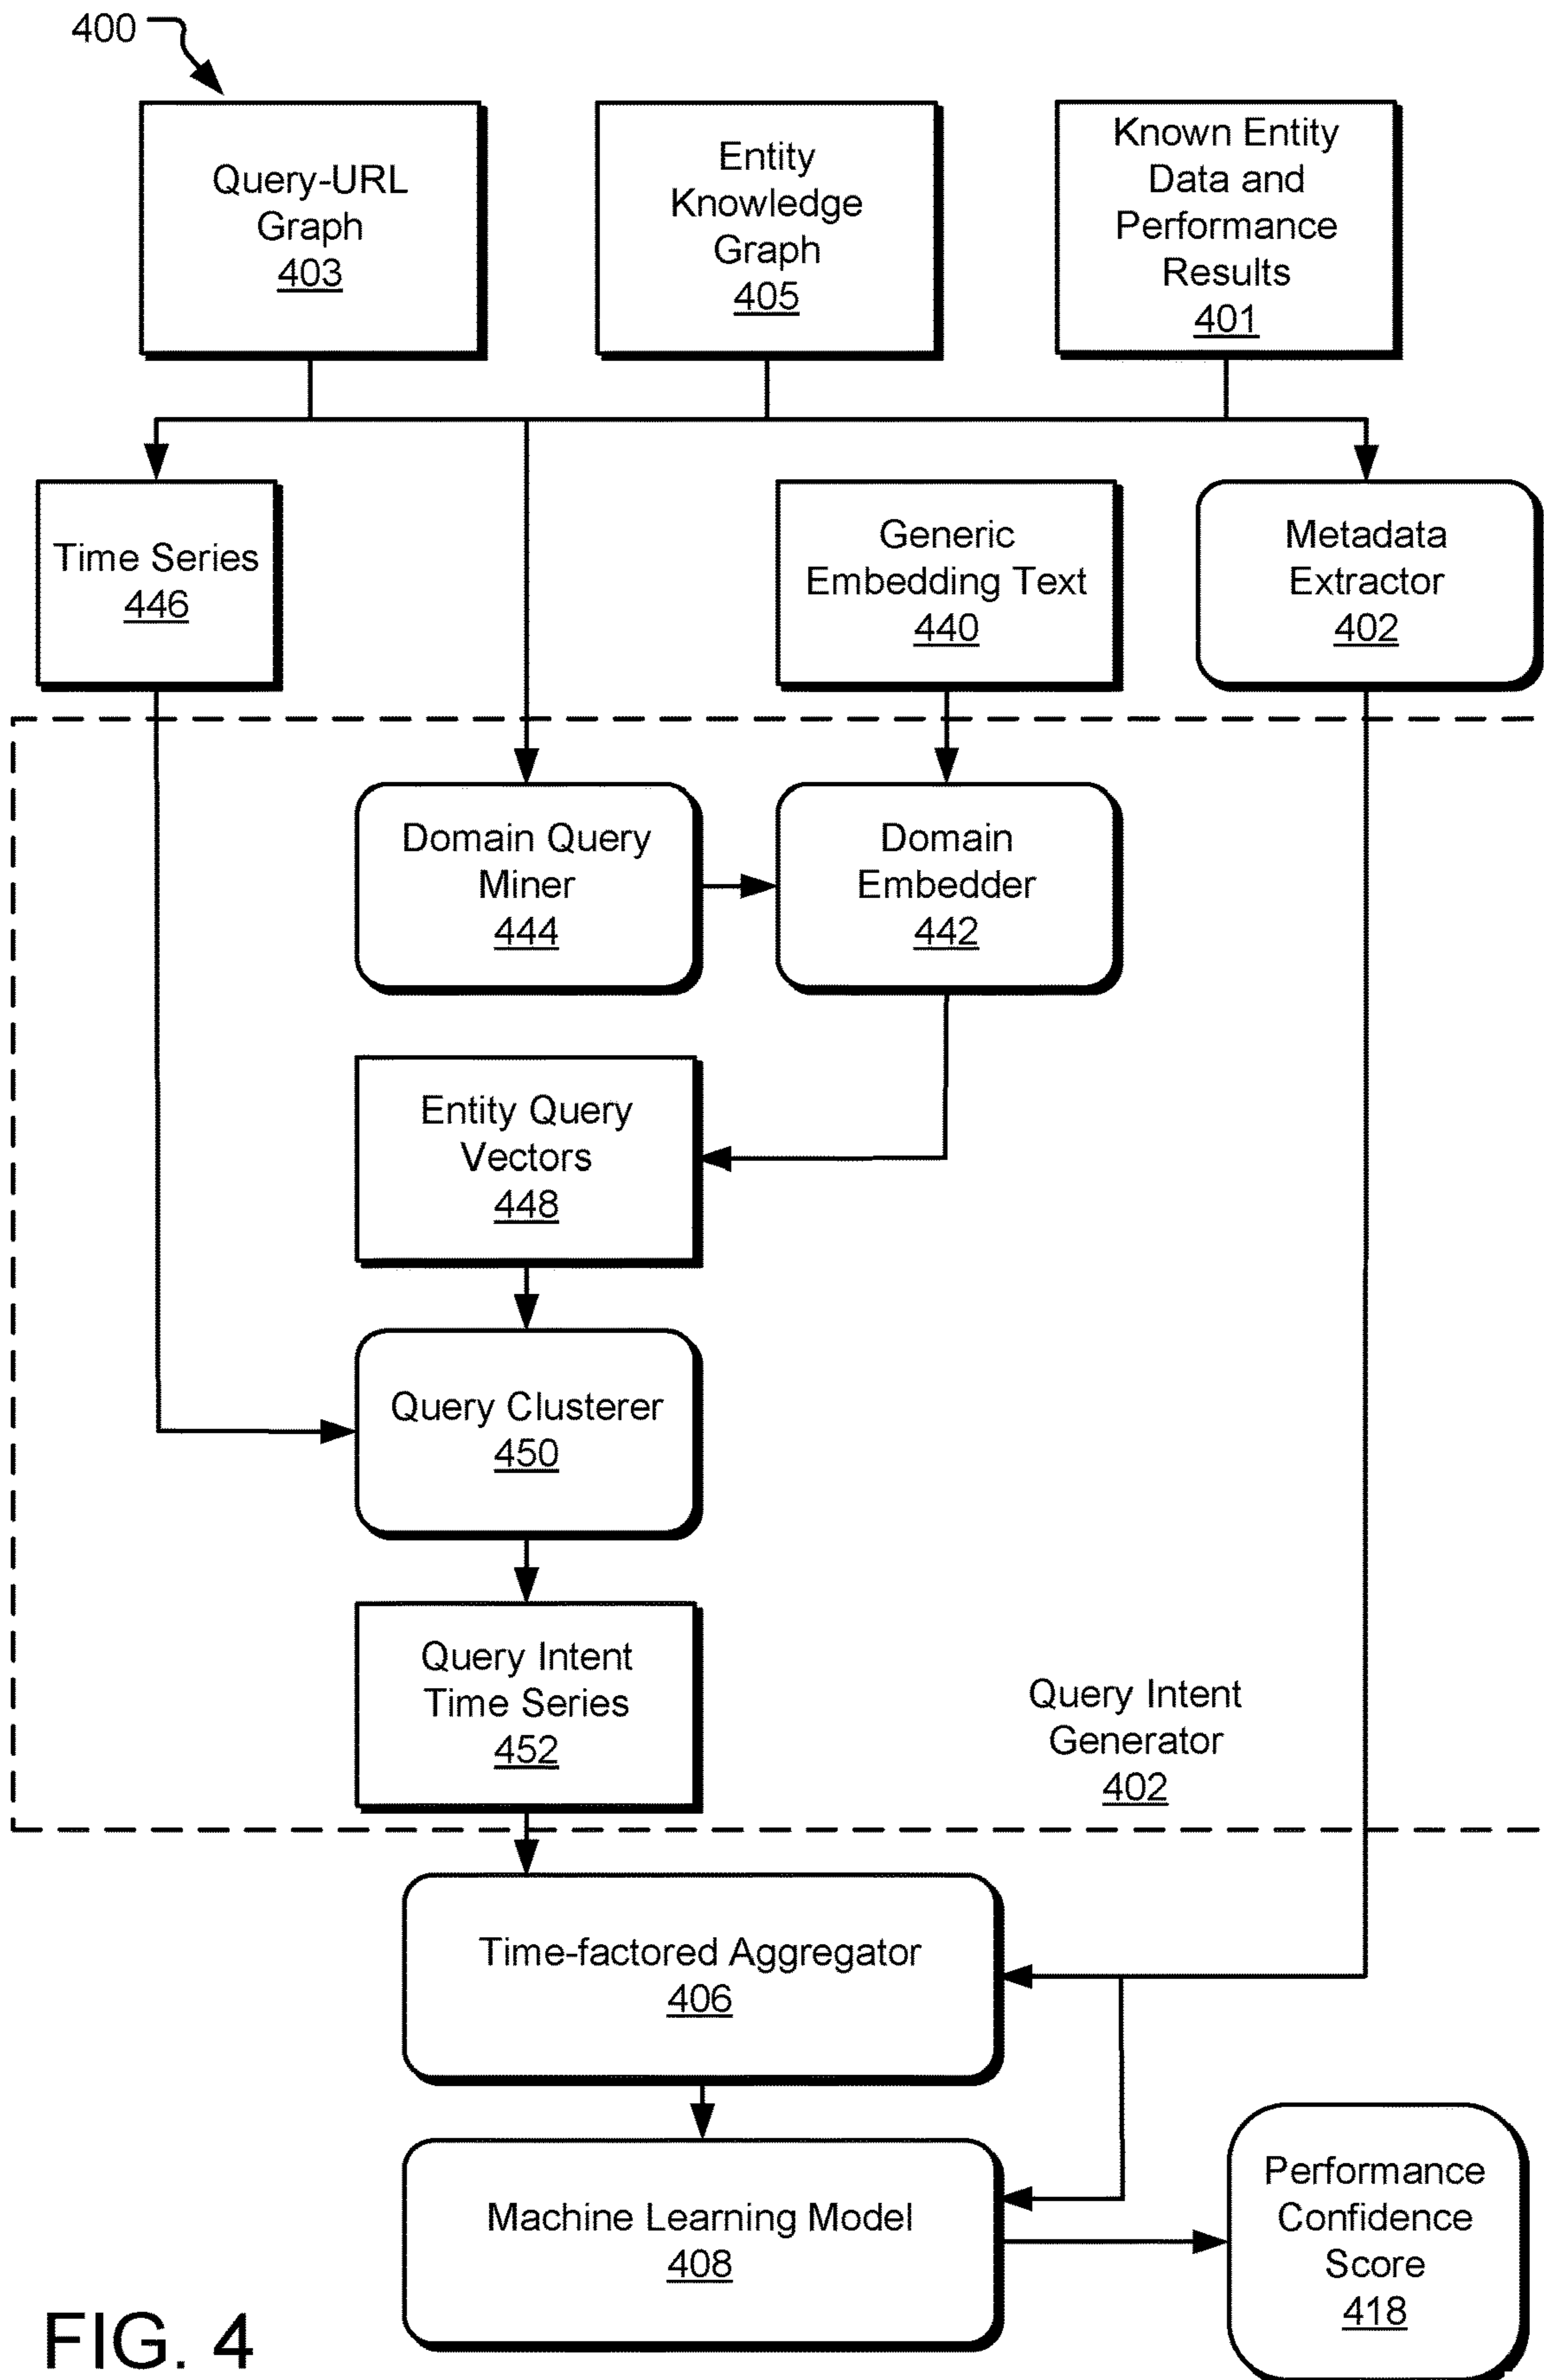 400
Query-URL
Graph
403
Entity
Knowledge
Graph
405
Known Entity
Data and
Performance
Results
401
Time Series
446
Generic
Embedding Text
440
Metadata
Extractor
402
Domain Query
Miner
444
Domain
Embedder
442
Entity Query
Vectors
448
Query Clusterer
450
Query Intent
Time Series
452
Query Intent
Generator
402
Time-factored Aggregator
406
Machine Learning Model
408
Performance
Confidence
Score
418
FIG. 4